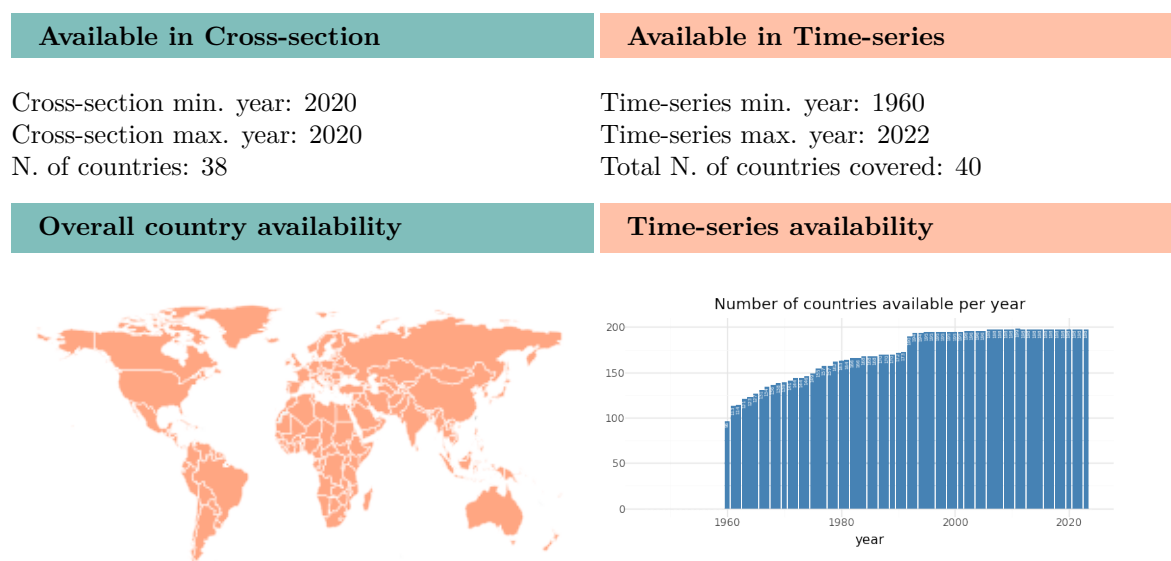 Available in Cross-section
Cross-section min. year: 2020
Cross-section max. year: 2020
N. of countries: 38
Available in Time-series
Time-series min. year: 1960
Time-series max. year: 2022
Total N. of countries covered: 40
Overall country availability
Time-series availability
Number of countries available per year
200
150
100
50
0
1960 1980 2000 2020
year